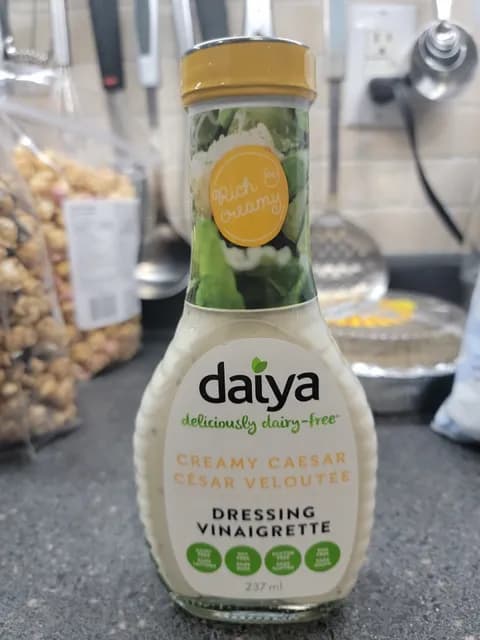 Rich &
creamy
daiya
deliciously dairy-free
CREAMY CAESAR
CÉSAR VELOUTÉE
DRESSING
VINAIGRETTE
237 ml